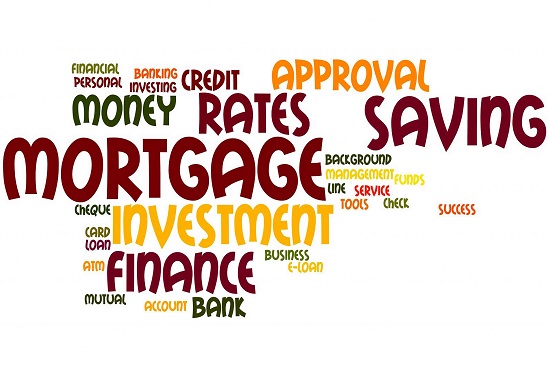 FINANCIAL
PERSONAL
BANKING
INVESTING
CREDIT
APPROVAL
MONEY
RATES
SAVING
MORTGAGE
BACKGROUND
MANAGEMENT
FUNDS
LINE
SERVICE
TOOLS
CHECK
SUCCESS
CHEQUE
INVESTMENT
CARD
LOAN
BUSINESS
E-LOAN
ATM
FINANCE
MUTUAL
ACCOUNT
BANK